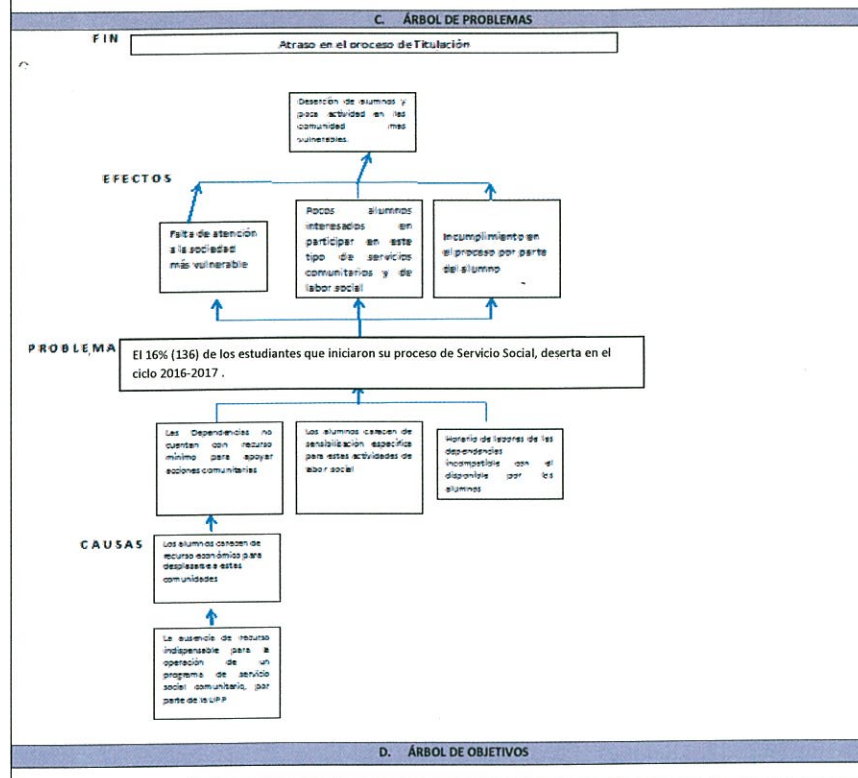 C. ÁRBOL DE PROBLEMAS
FIN
Atraso en el proceso de Titulación
Deserción de alumnos y
poca actividad en las
comunidad mas
vulnerables.
EFECTOS
Falta de atención
a la sociedad
más vulnerable
Pocos alumnos
interesados en
participar en este
tipo de servicios
comunitarios y de
labor social
Incumplimiento en
el proceso por parte
del alumno
PROBLEMA
El 16% (136) de los estudiantes que iniciaron su proceso de Servicio Social, deserta en el
ciclo 2016-2017 .
Las Dependencias no
cuentan con recurso
mínimo para apoyar
acciones comunitarias
Los alumnos carecen de
sensibilización específica
para estas actividades de
labor social
Horario de labores de las
dependencias
incompatible con el
disponible por los
alumnos
CAUSAS
Los alumnos carecen de
recurso económico para
desplazarse a estas
comunidades
La ausencia de recurso
indispensable para la
operación de un
programa de servicio
social comunitario, por
parte de la UPP
D. ÁRBOL DE OBJETIVOS